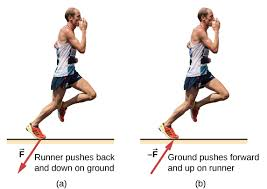 F
Runner pushes back
and down on ground
(a)
–F
Ground pushes forward
and up on runner
(b)